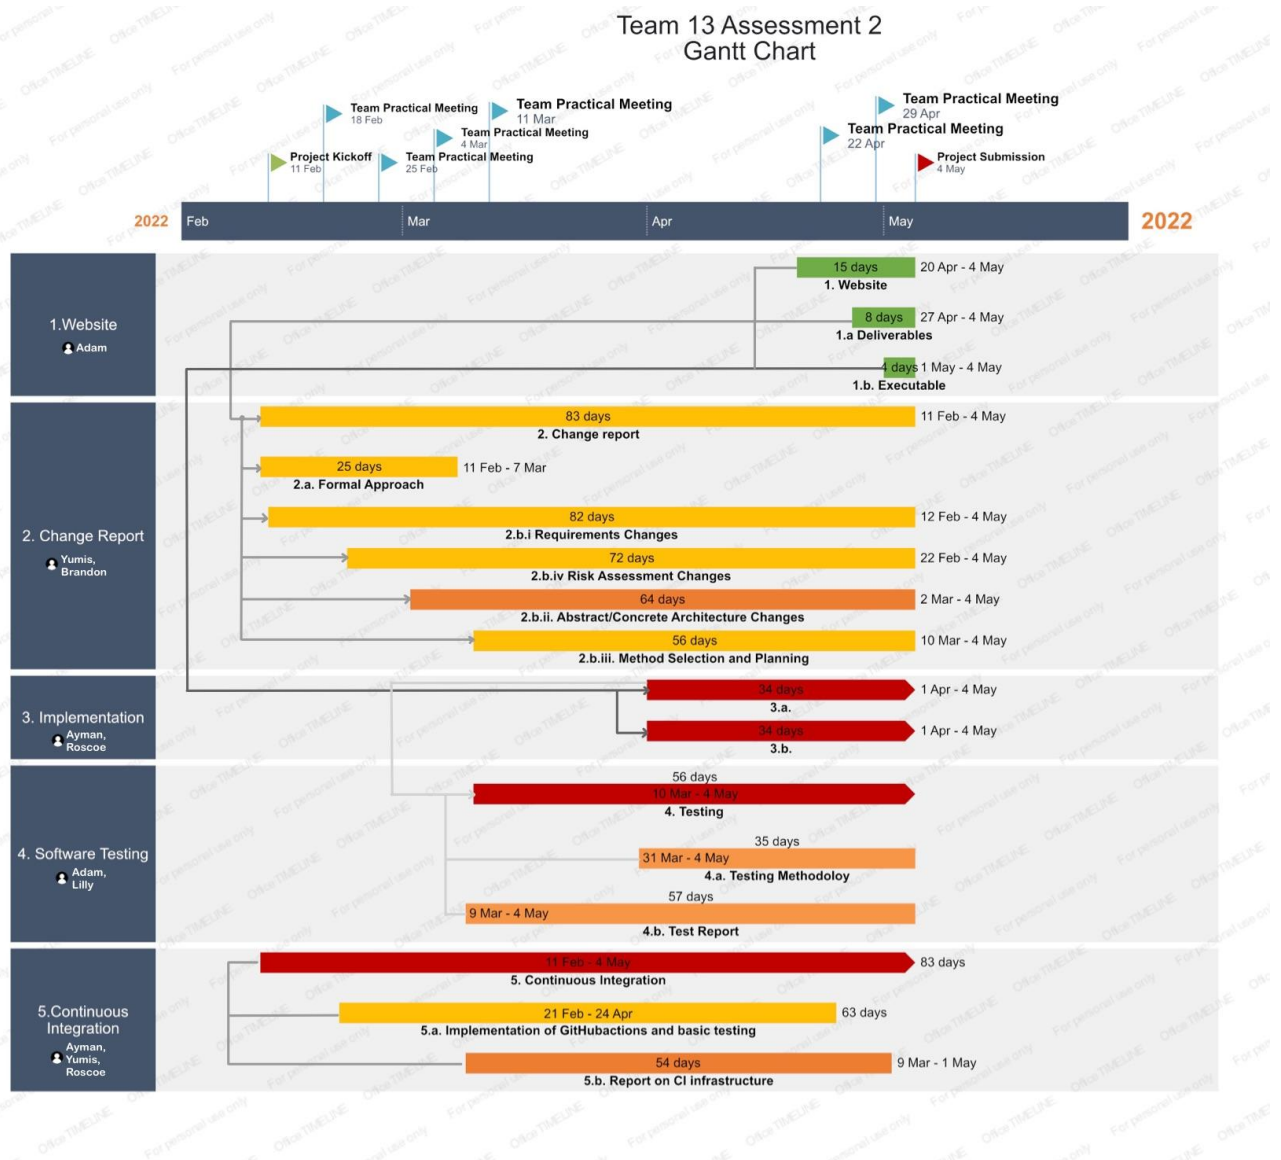 Team 13 Assessment 2
Gantt Chart
Team Practical Meeting
18 Feb
Team Practical Meeting
11 Mar
Team Practical Meeting
29 Apr
Team Practical Meeting
4 Mar
Team Practical Meeting
22 Apr
Project Kickoff
11 Feb
Team Practical Meeting
25 Feb
Project Submission
4 May
2022
Feb
Mar
Apr
May
2022
1.Website
Adam
15 days
20 Apr - 4 May
1. Website
8 days
27 Apr - 4 May
1.a Deliverables
4 days
1 May - 4 May
1.b. Executable
2. Change Report
Yumis,
Brandon
83 days
11 Feb - 4 May
2. Change report
25 days
11 Feb - 7 Mar
2.a. Formal Approach
82 days
12 Feb - 4 May
2.b.i Requirements Changes
72 days
22 Feb - 4 May
2.b.iv Risk Assessment Changes
64 days
2 Mar - 4 May
2.b.ii. Abstract/Concrete Architecture Changes
56 days
10 Mar - 4 May
2.b.iii. Method Selection and Planning
3. Implementation
Ayman,
Roscoe
34 days
1 Apr - 4 May
3.a.
34 days
1 Apr - 4 May
3.b.
4. Software Testing
Adam,
Lilly
56 days
10 Mar - 4 May
4. Testing
35 days
31 Mar - 4 May
4.a. Testing Methodoloy
57 days
9 Mar - 4 May
4.b. Test Report
5.Continuous
Integration
Ayman,
Yumis,
Roscoe
11 Feb - 4 May
83 days
5. Continuous Integration
21 Feb - 24 Apr
63 days
5.a. Implementation of GitHubactions and basic testing
54 days
9 Mar - 1 May
5.b. Report on CI infrastructure
Office TIMELINE
For personal use only